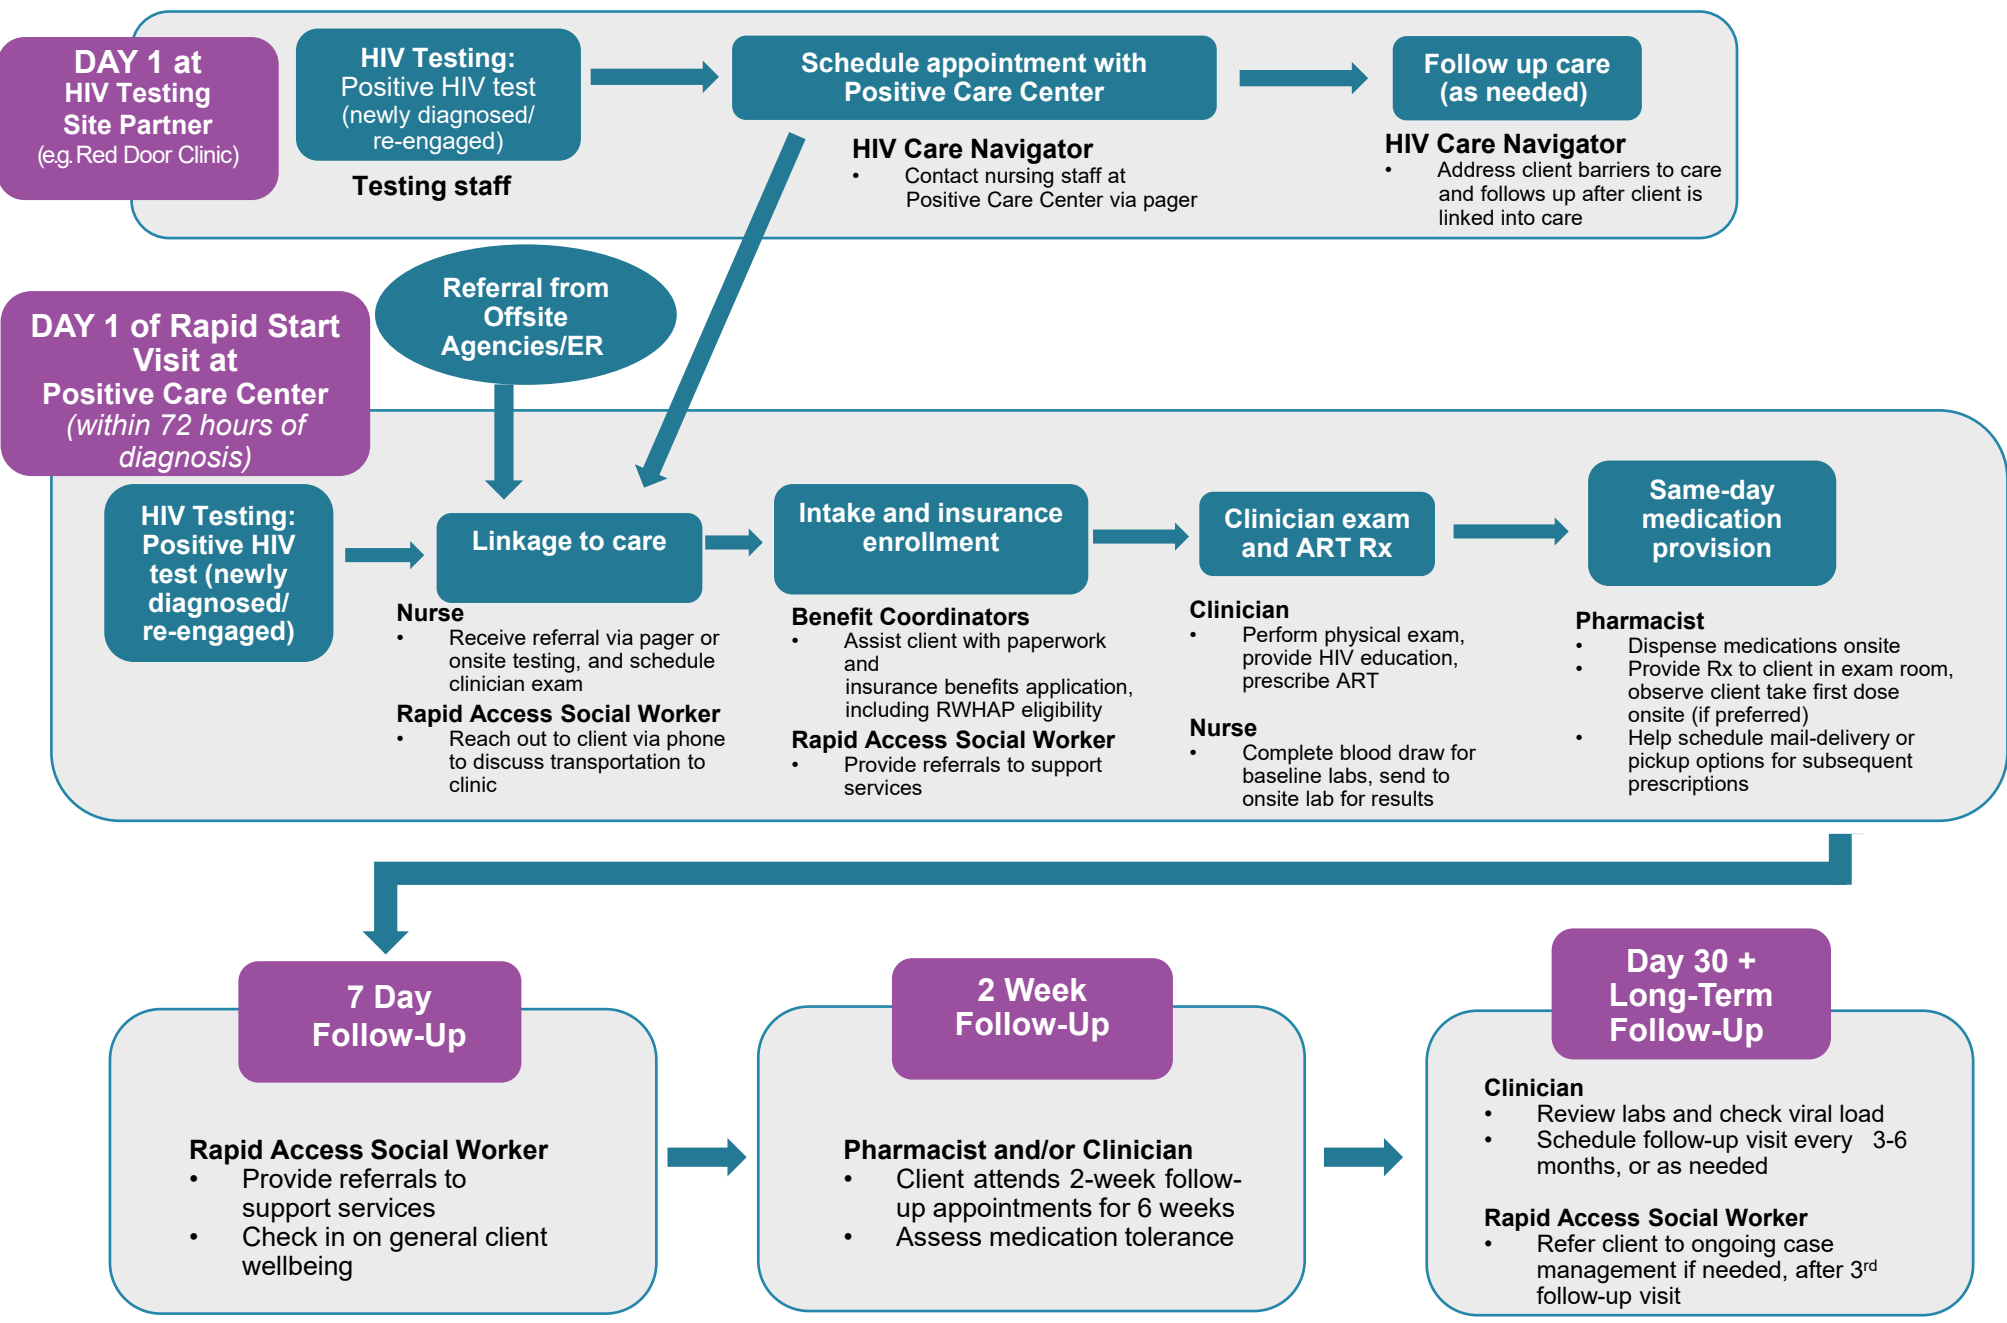 DAY 1 at
HIV Testing
Site Partner
(e.g. Red Door Clinic)
HIV Testing:
Positive HIV test
(newly diagnosed/
re-engaged)
Testing staff
Schedule appointment with
Positive Care Center
HIV Care Navigator
• Contact nursing staff at
Positive Care Center via pager
Follow up care
(as needed)
HIV Care Navigator
• Address client barriers to care
and follows up after client is
linked into care
Referral from
Offsite
Agencies/ER
DAY 1 of Rapid Start
Visit at
Positive Care Center
(within 72 hours of
diagnosis)
HIV Testing:
Positive HIV
test (newly
diagnosed/
re-engaged)
Linkage to care
Nurse
• Receive referral via pager or
onsite testing, and schedule
clinician exam
Rapid Access Social Worker
• Reach out to client via phone
to discuss transportation to
clinic
Intake and insurance
enrollment
Benefit Coordinators
• Assist client with paperwork
and
insurance benefits application,
including RWHAP eligibility
Rapid Access Social Worker
• Provide referrals to support
services
Clinician exam
and ART Rx
Clinician
• Perform physical exam,
provide HIV education,
prescribe ART
Nurse
• Complete blood draw for
baseline labs, send to
onsite lab for results
Same-day
medication
provision
Pharmacist
• Dispense medications onsite
• Provide Rx to client in exam room,
observe client take first dose
onsite (if preferred)
• Help schedule mail-delivery or
pickup options for subsequent
prescriptions
7 Day
Follow-Up
Rapid Access Social Worker
• Provide referrals to
support services
• Check in on general client
wellbeing
2 Week
Follow-Up
Pharmacist and/or Clinician
• Client attends 2-week follow-
up appointments for 6 weeks
• Assess medication tolerance
Day 30 +
Long-Term
Follow-Up
Clinician
• Review labs and check viral load
• Schedule follow-up visit every 3-6
months, or as needed
Rapid Access Social Worker
• Refer client to ongoing case
management if needed, after 3rd
follow-up visit